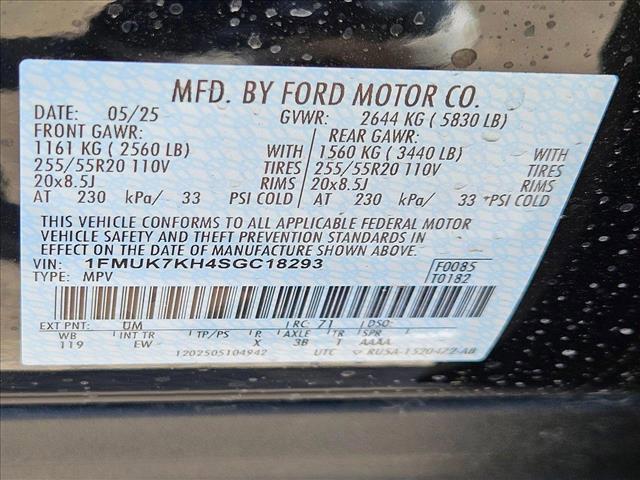 MFD. BY FORD MOTOR CO.
DATE: 05/25 GVWR: 2644 KG ( 5830 LB)
FRONT GAWR: REAR GAWR:
1161 KG ( 2560 LB) WITH 1560 KG ( 3440 LB) WITH
255/55R20 110V TIRES 255/55R20 110V TIRES
20x8.5J RIMS 20x8.5J RIMS
AT 230 kPa/ 33 PSI COLD AT 230 kPa/ 33 PSI COLD
THIS VEHICLE CONFORMS TO ALL APPLICABLE FEDERAL MOTOR
VEHICLE SAFETY AND THEFT PREVENTION STANDARDS IN
EFFECT ON THE DATE OF MANUFACTURE SHOWN ABOVE.
VIN: 1FMUK7KH4SGC18293 F0085
TYPE: MPV T0182
EXT PNT: UM RC: 71 DSO:
WB INT TR TP/PS R AXLE TR SPR
119 EW X 3B 1 AAAA
1202505104942 UTC RU5A-1520472-AB